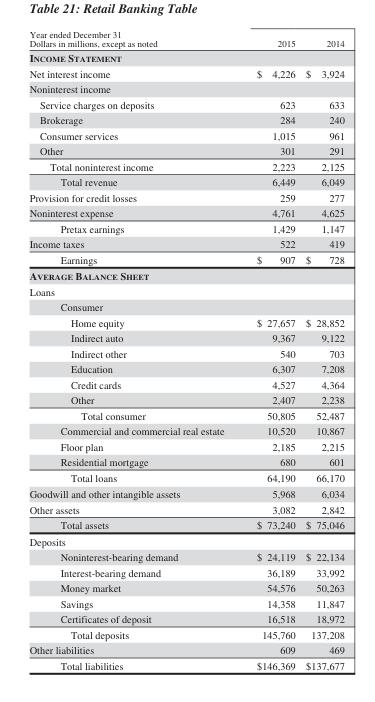 Table 21: Retail Banking Table
Year ended December 31
Dollars in millions, except as noted 2015 2014
INCOME STATEMENT
Net interest income $ 4,226 $ 3,924
Noninterest income
Service charges on deposits 623 633
Brokerage 284 240
Consumer services 1,015 961
Other 301 291
Total noninterest income 2,223 2,125
Total revenue 6,449 6,049
Provision for credit losses 259 277
Noninterest expense 4,761 4,625
Pretax earnings 1,429 1,147
Income taxes 522 419
Earnings $ 907 $ 728
AVERAGE BALANCE SHEET
Loans
Consumer
Home equity $ 27,657 $ 28,852
Indirect auto 9,367 9,122
Indirect other 540 703
Education 6,307 7,208
Credit cards 4,527 4,364
Other 2,407 2,238
Total consumer 50,805 52,487
Commercial and commercial real estate 10,520 10,867
Floor plan 2,185 2,215
Residential mortgage 680 601
Total loans 64,190 66,170
Goodwill and other intangible assets 5,968 6,034
Other assets 3,082 2,842
Total assets $ 73,240 $ 75,046
Deposits
Noninterest-bearing demand $ 24,119 $ 22,134
Interest-bearing demand 36,189 33,992
Money market 54,576 50,263
Savings 14,358 11,847
Certificates of deposit 16,518 18,972
Total deposits 145,760 137,208
Other liabilities 609 469
Total liabilities $146,369 $137,677